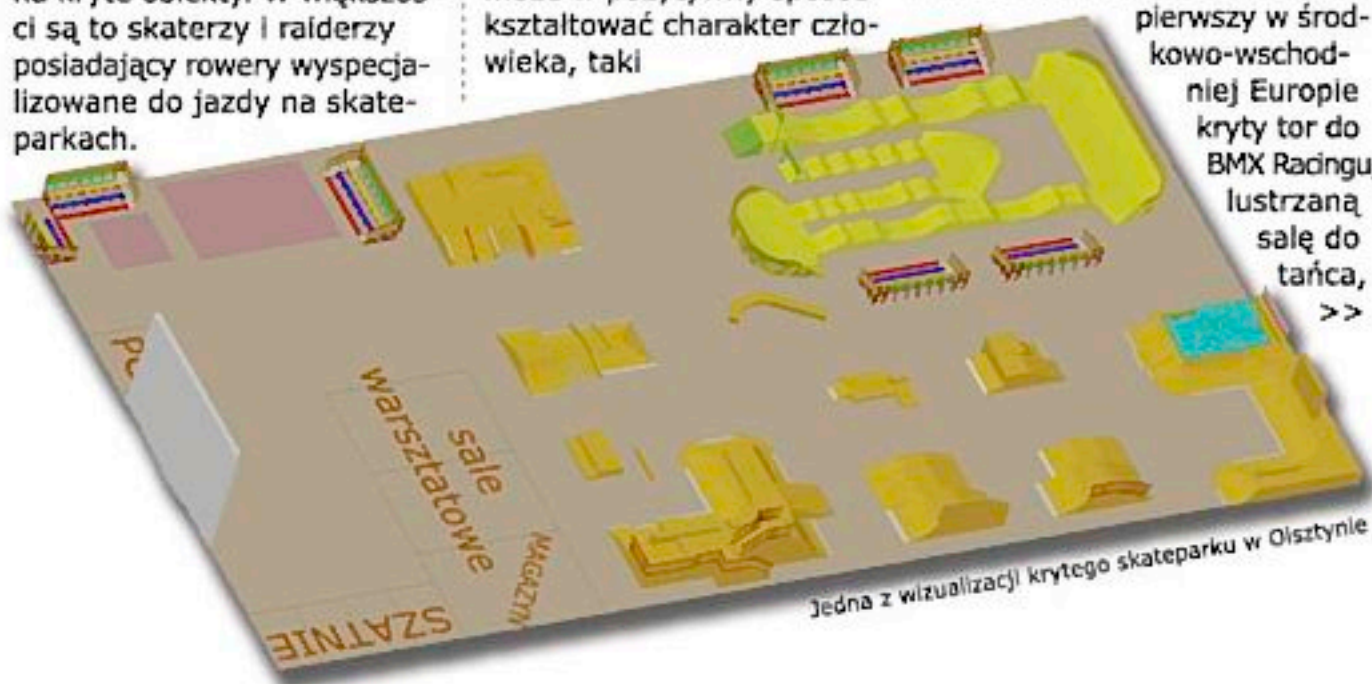 ci są to skaterzy i raiderzy
posiadający rowery wyspecja-
lizowane do jazdy na skate-
parkach.
kształtować charakter czło-
wieka, taki
pierwszy w środ-
kowo-wschod-
niej Europie
kryty tor do
BMX Racingu
lustrzaną
salę do
tańca,
>>
sale
warsztatowe
MAGAZYN
SZATNIE
Jedna z wizualizacji krytego skateparku w Olsztynie